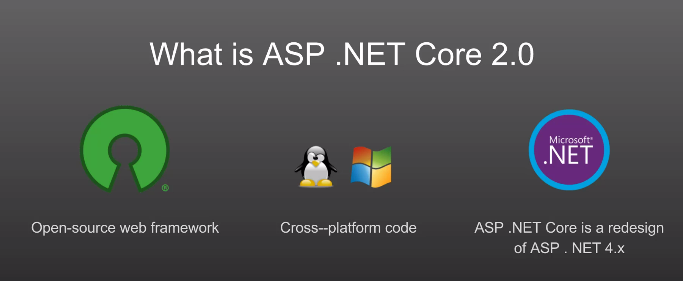 What is ASP .NET Core 2.0
®
Microsoft®
.NET
Open-source web framework
Cross--platform code
ASP .NET Core is a redesign
of ASP . NET 4.x